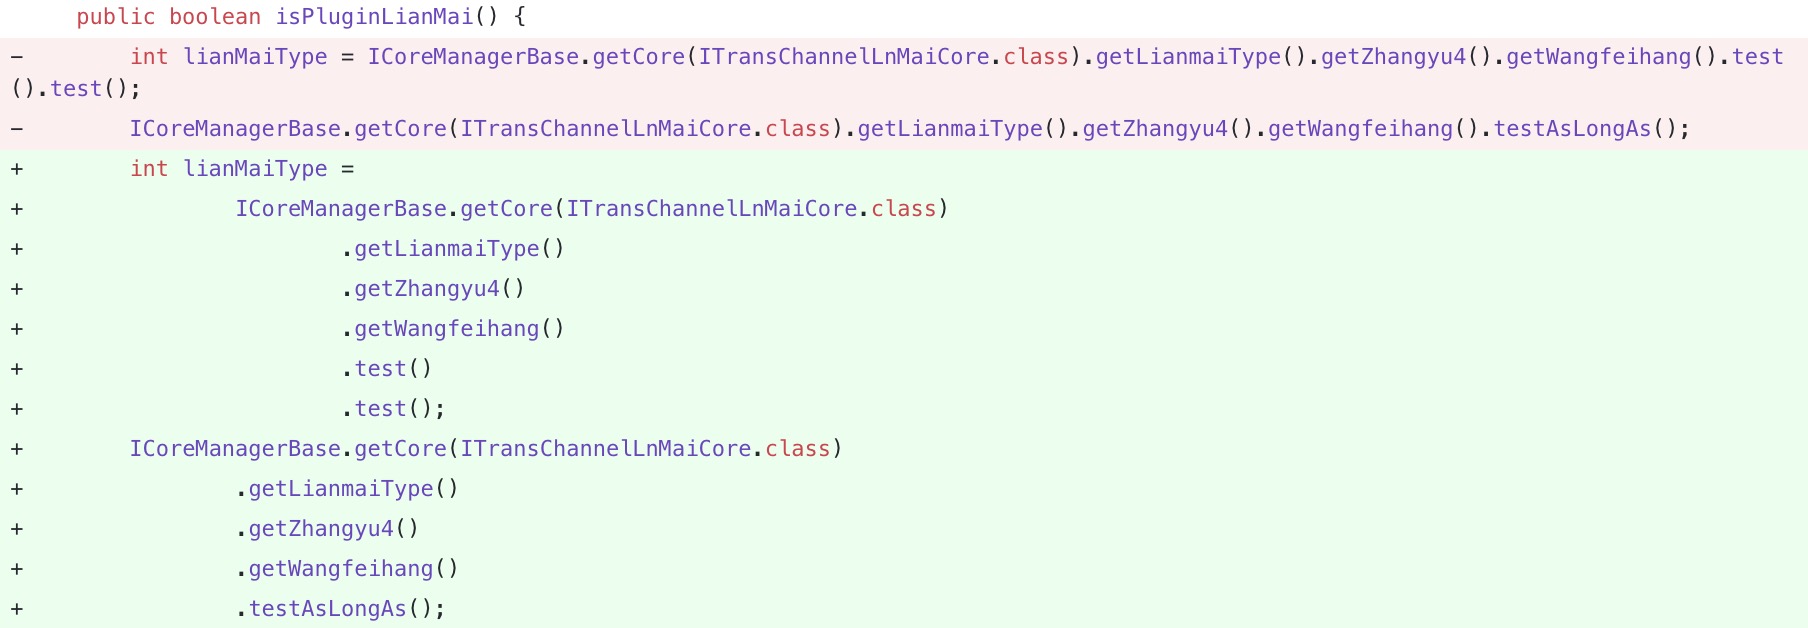 public boolean isPluginLianMai() {
-        int lianMaiType = ICoreManagerBase.getCore(ITransChannelLnMaiCore.class).getLianmaiType().getZhangyu4().getWangfeihang().test
().test();
-        ICoreManagerBase.getCore(ITransChannelLnMaiCore.class).getLianmaiType().getZhangyu4().getWangfeihang().testAsLongAs();
+        int lianMaiType =
+                ICoreManagerBase.getCore(ITransChannelLnMaiCore.class)
+                        .getLianmaiType()
+                        .getZhangyu4()
+                        .getWangfeihang()
+                        .test()
+                        .test();
+        ICoreManagerBase.getCore(ITransChannelLnMaiCore.class)
+                .getLianmaiType()
+                .getZhangyu4()
+                .getWangfeihang()
+                .testAsLongAs();